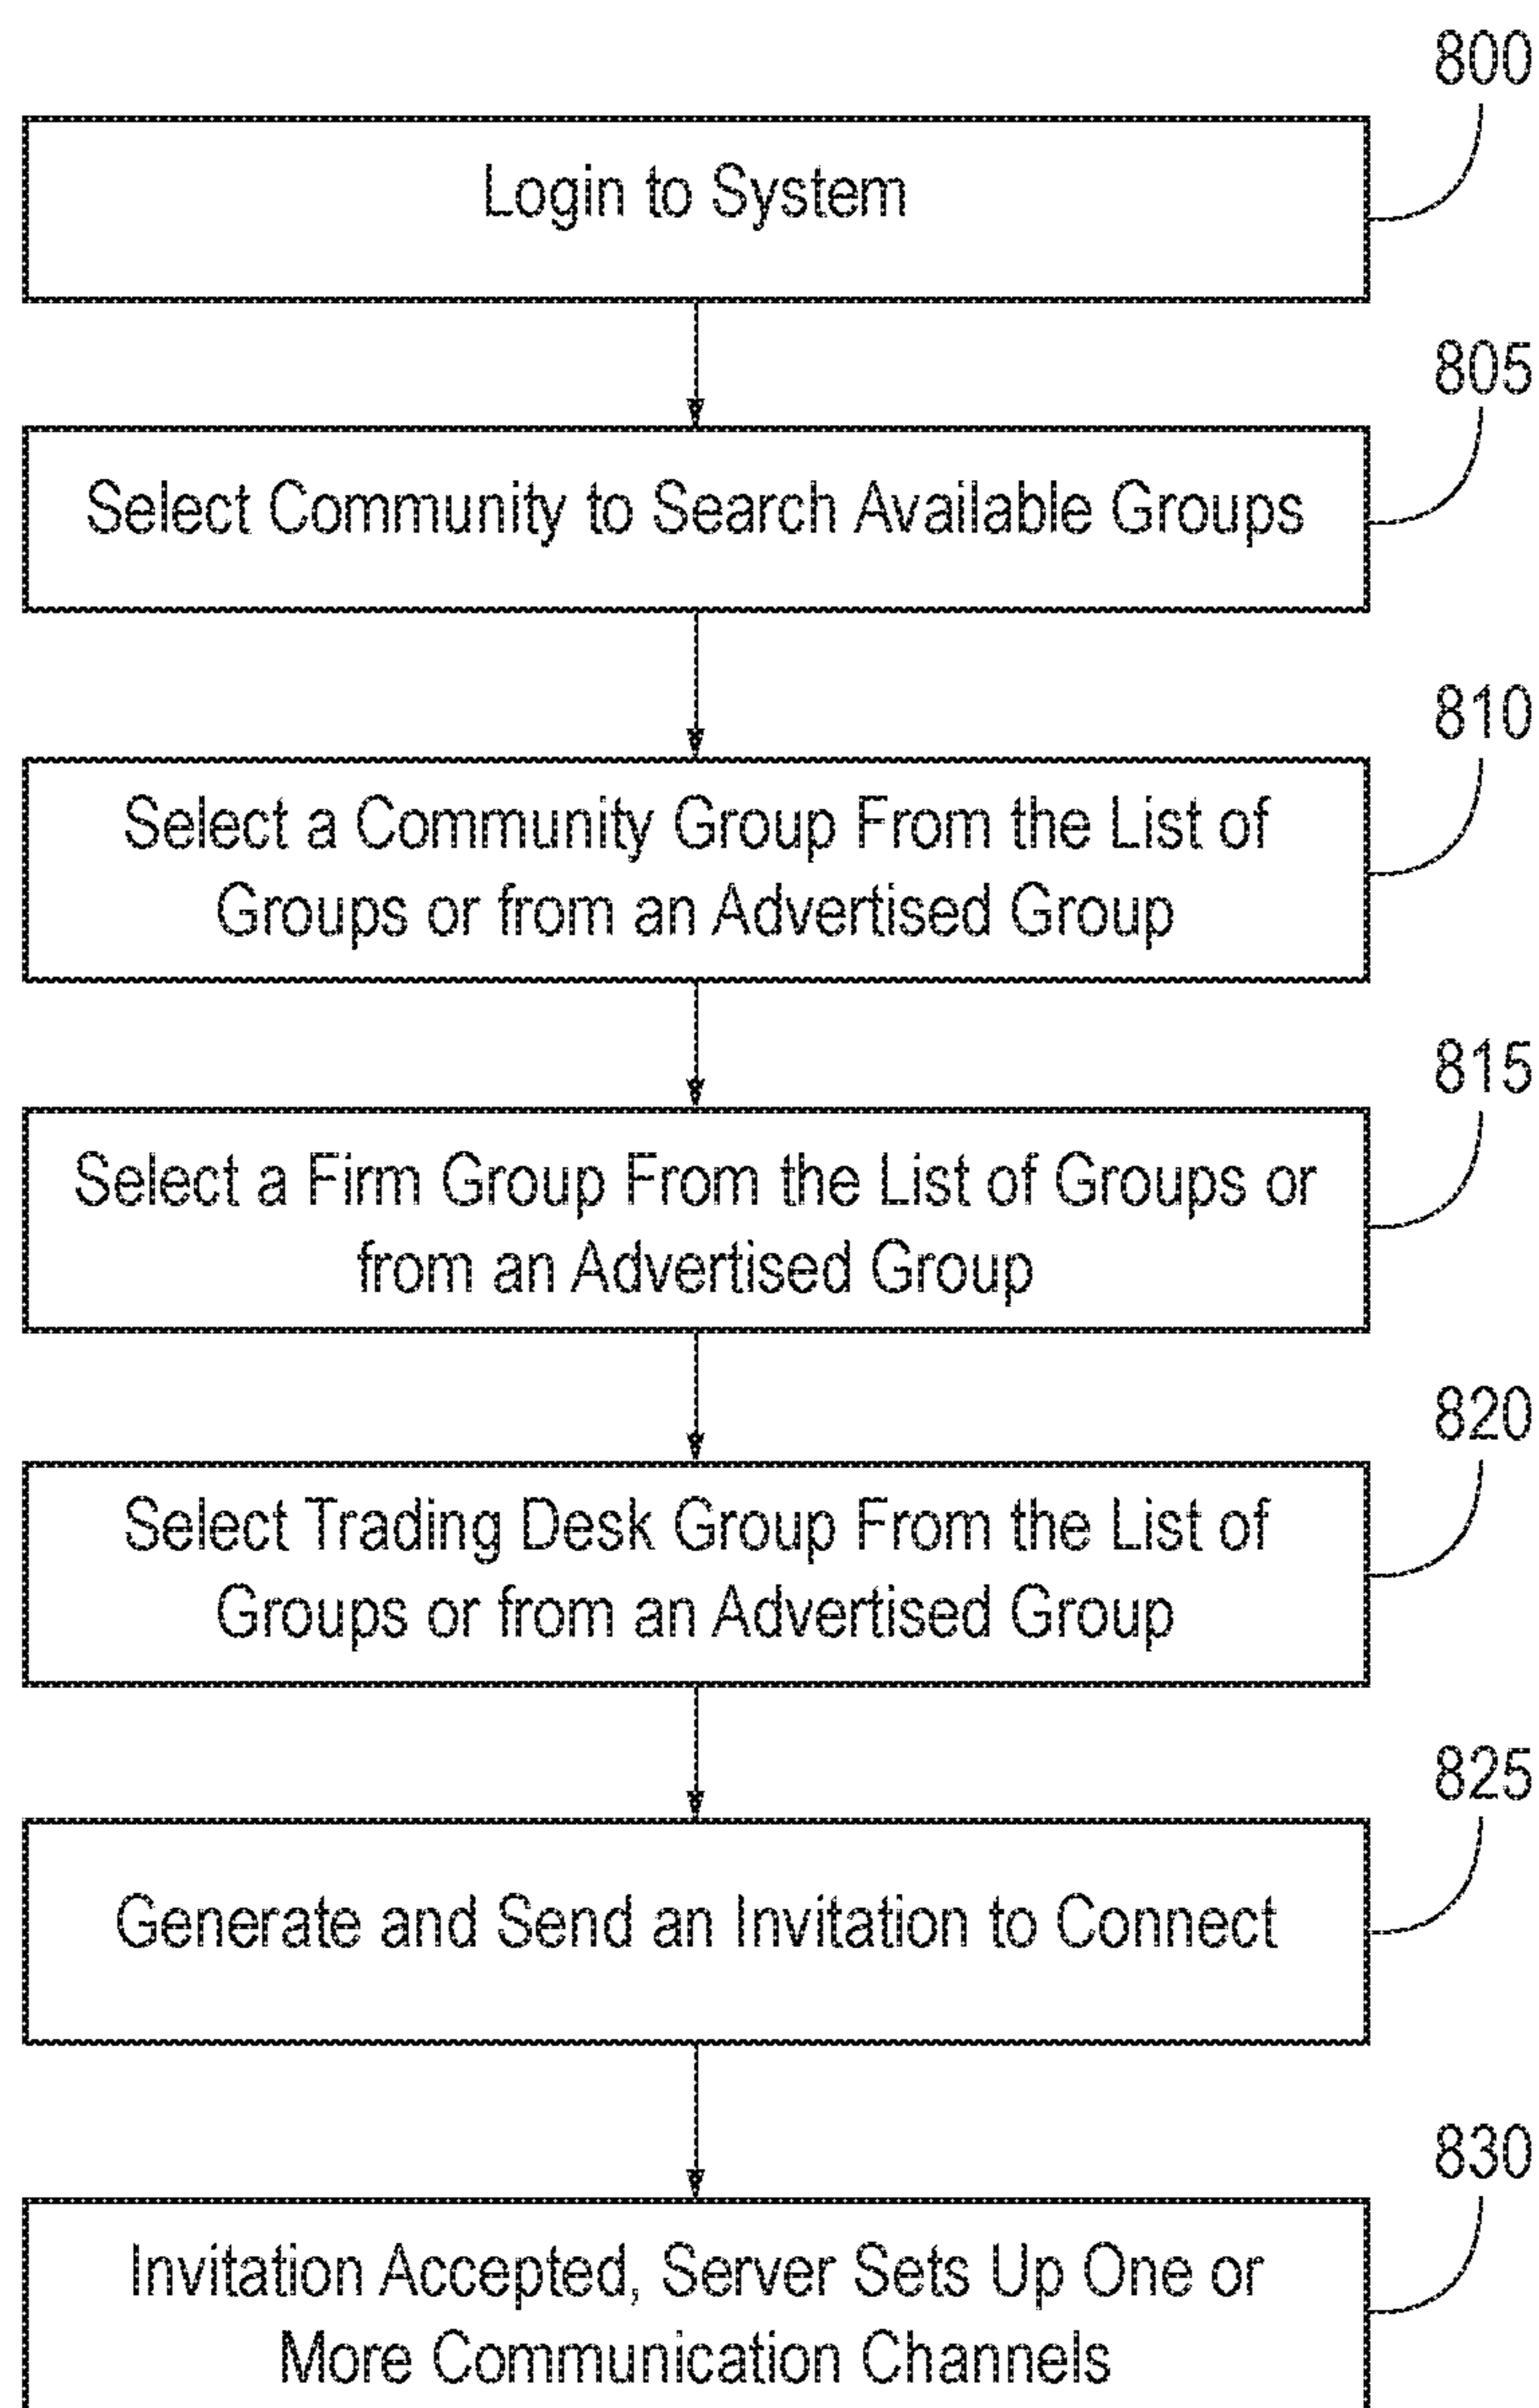 800
Login to System
805
Select Community to Search Available Groups
810
Select a Community Group From the List of
Groups or from an Advertised Group
815
Select a Firm Group From the List of Groups or
from an Advertised Group
820
Select Trading Desk Group From the List of
Groups or from an Advertised Group
825
Generate and Send an Invitation to Connect
830
Invitation Accepted, Server Sets Up One or
More Communication Channels